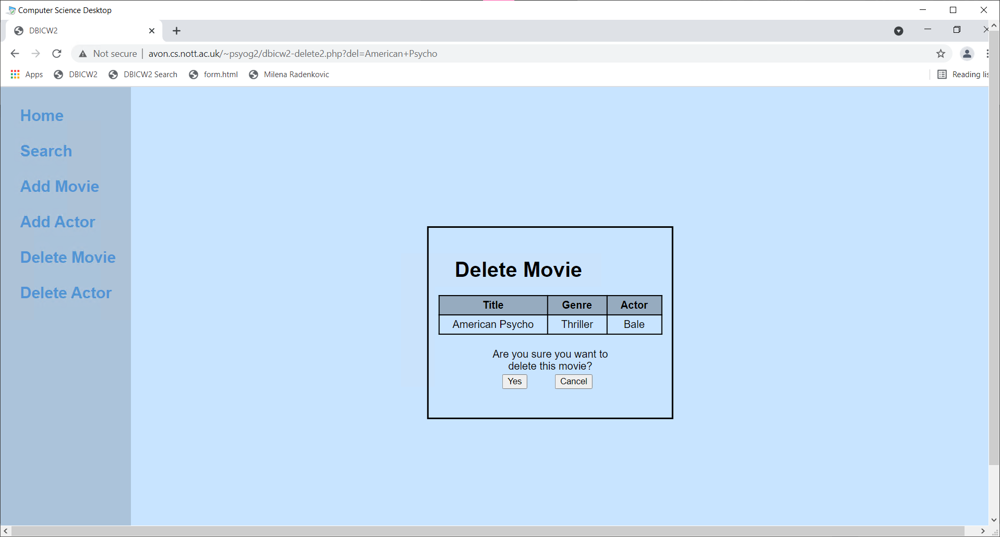 Computer Science Desktop
DBICW2
Not secure avon.cs.nott.ac.uk/~psyog2/dbicw2-delete2.php?del=American+Psycho
Apps DBICW2 DBICW2 Search form.html Milena Radenkovic Reading lis
Home
Search
Add Movie
Add Actor
Delete Movie
Delete Actor
Delete Movie
Title Genre Actor
American Psycho Thriller Bale
Are you sure you want to
delete this movie?
Yes Cancel